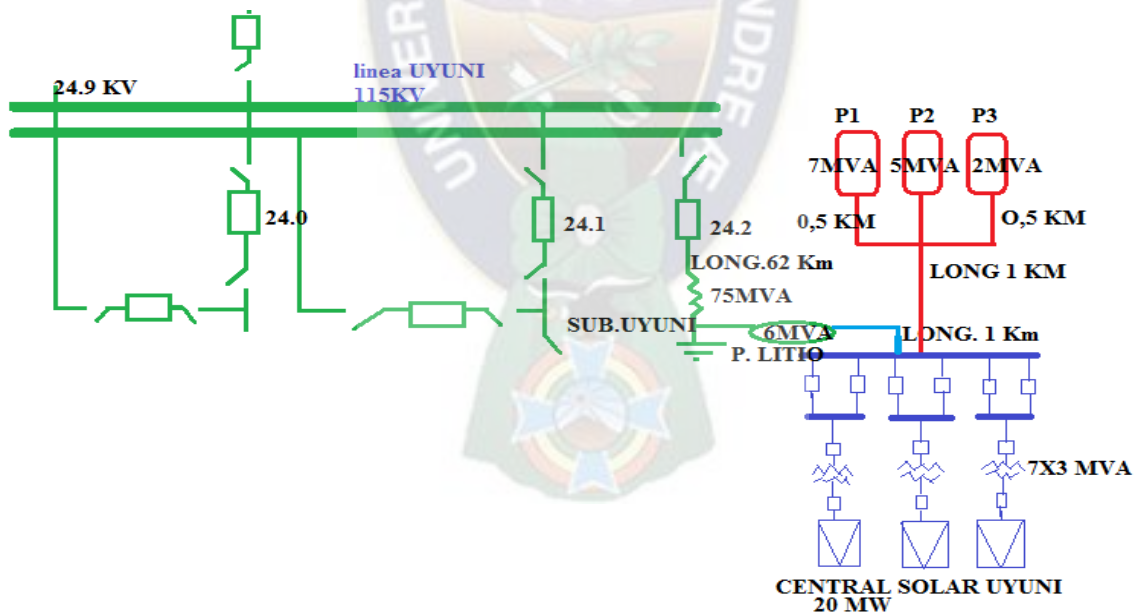 24.9 KV
linea UYUNI
115KV
P1
P2
P3
7MVA
5MVA
2MVA
0,5 KM
O,5 KM
24.0
24.1
24.2
LONG.62 Km
LONG 1 KM
75MVA
SUB.UYUNI
6MVA
P. LITIO
LONG. 1 Km
7X3 MVA
CENTRAL SOLAR UYUNI
20 MW
UNIVER
NDRE Æ